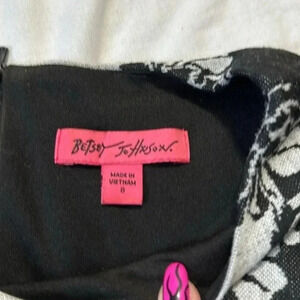 BETSEY JOHNSON.
MADE IN
VIETNAM
8